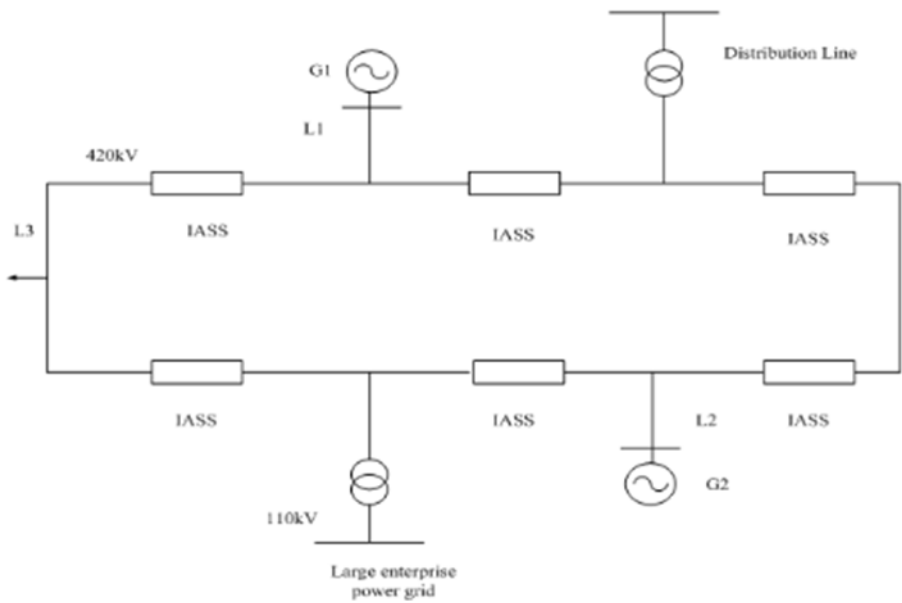 G1
Distribution Line
L1
420kV
L3
IASS
IASS
IASS
IASS
IASS
L2
IASS
G2
110kV
Large enterprise
power grid